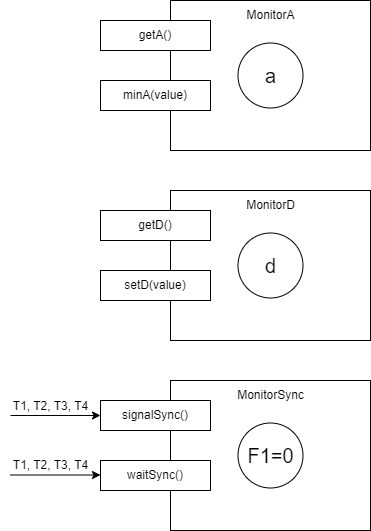 MonitorA
getA()
a
minA(value)
MonitorD
getD()
d
setD(value)
MonitorSync
T1, T2, T3, T4
signalSync()
F1=0
T1, T2, T3, T4
waitSync()